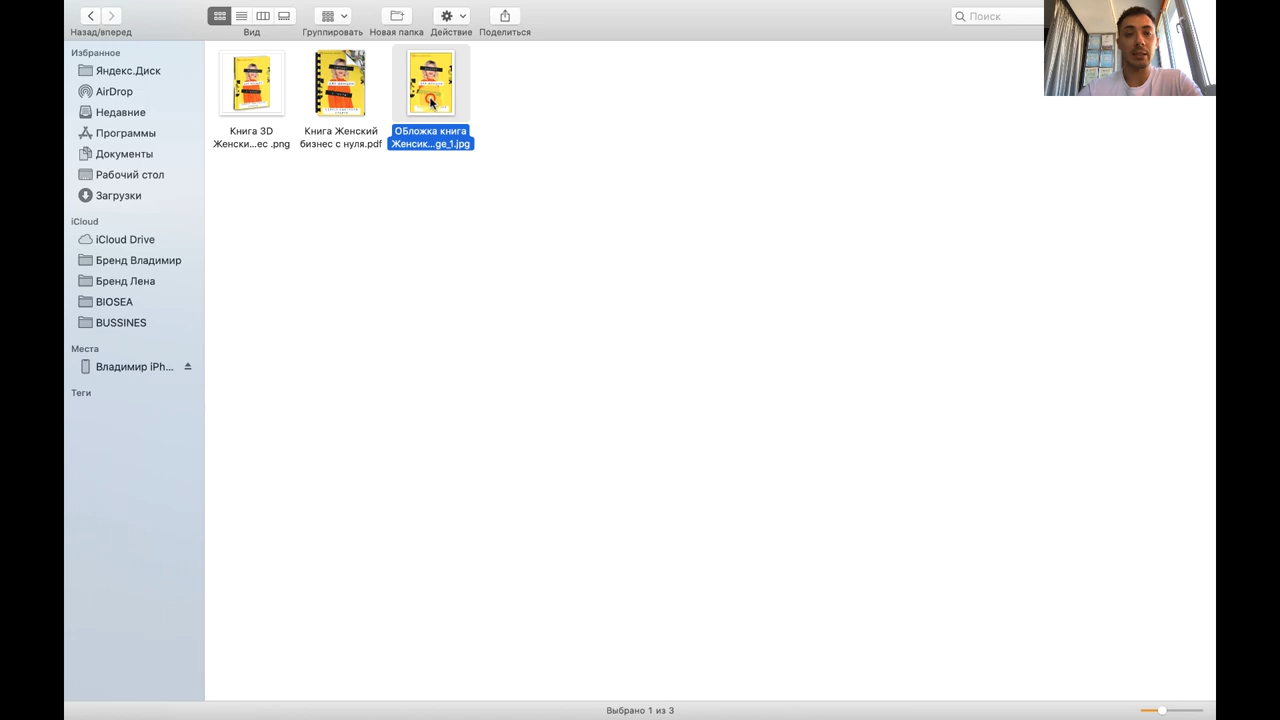 Поиск
Назад/вперед
Вид
Группировать
Новая папка
Действие
Поделиться
Избранное
Яндекс.Диск
AirDrop
Недавние
Программы
Документы
Рабочий стол
Загрузки
iCloud
iCloud Drive
Бренд Владимир
Бренд Лена
BIOSEA
BUSSINES
Места
Владимир iPh...
Теги
Книга 3D
Женски...ес .png
Книга Женский
бизнес с нуля.pdf
ОБложка книга
Женсик...ge_1.jpg
Выбрано 1 из 3